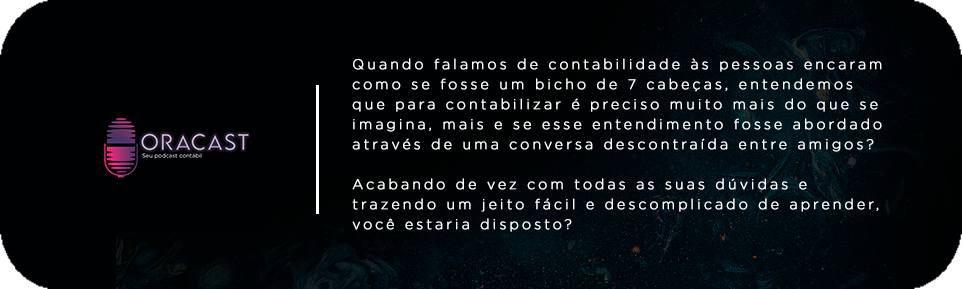 ORACAST
Seu podcast contábil
Quando falamos de contabilidade às pessoas encaram
como se fosse um bicho de 7 cabeças, entendemos
que para contabilizar é preciso muito mais do que se
imagina, mais e se esse entendimento fosse abordado
através de uma conversa descontraída entre amigos?
Acabando de vez com todas as suas dúvidas e
trazendo um jeito fácil e descomplicado de aprender,
você estaria disposto?